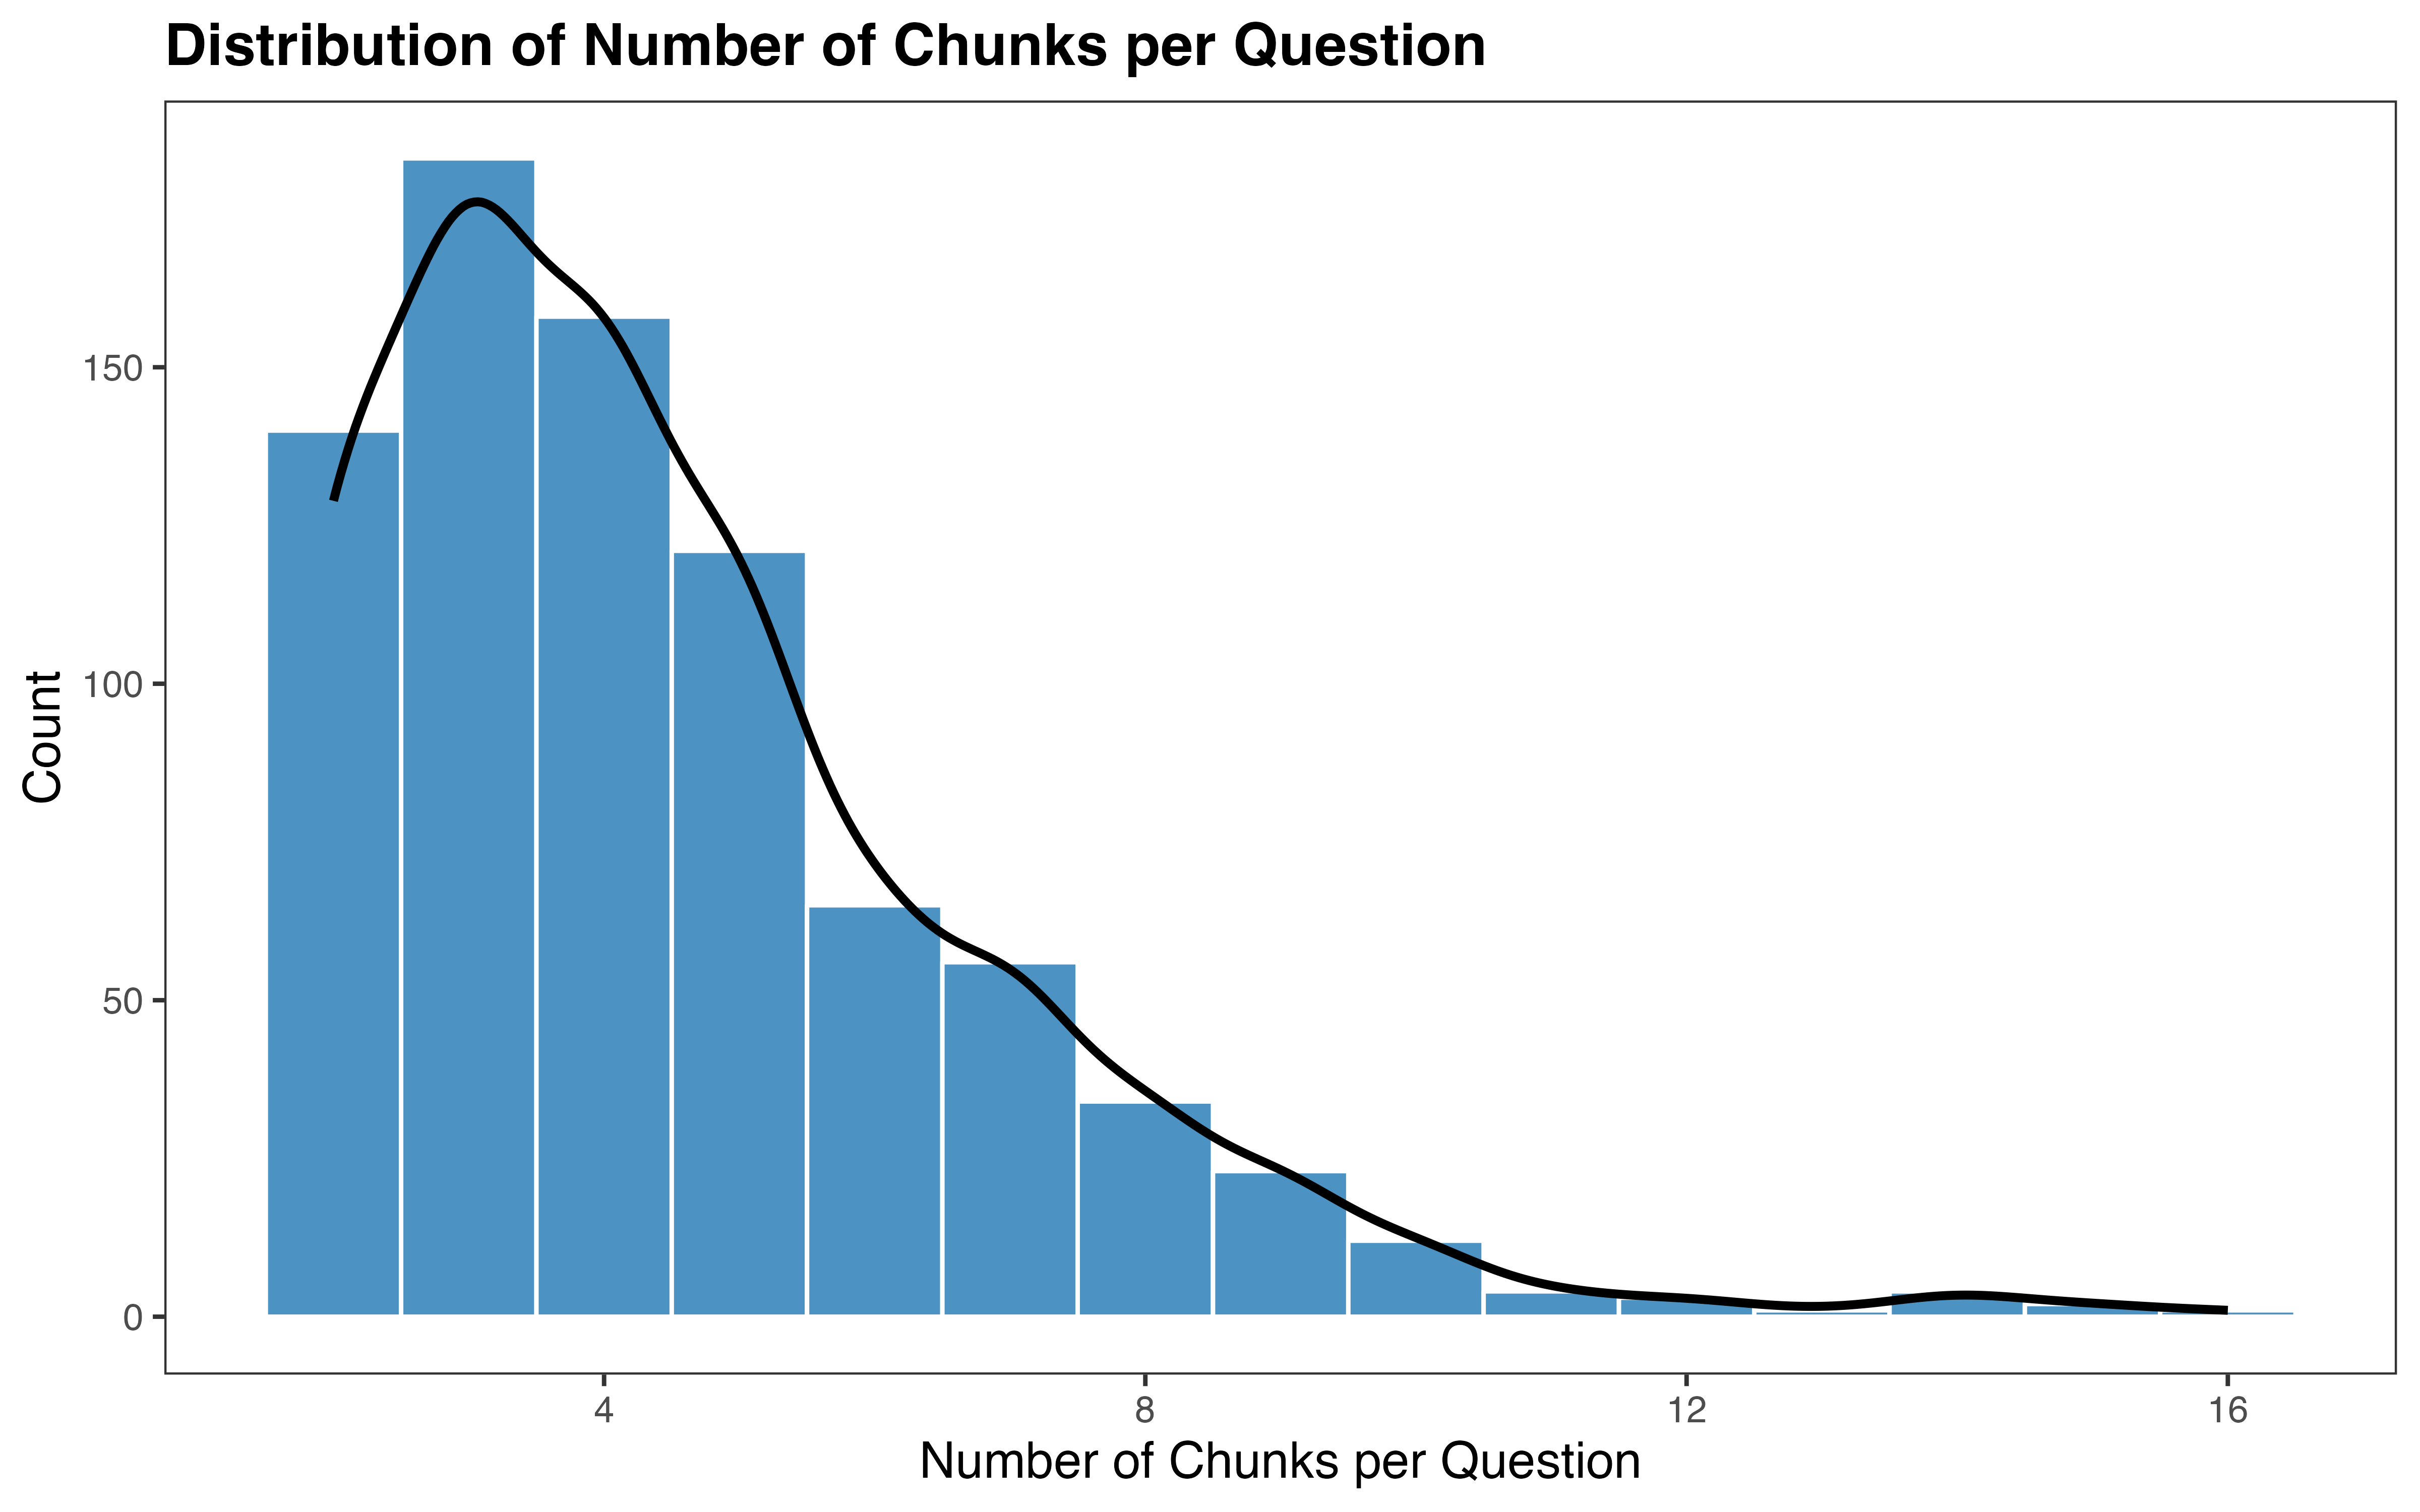 Distribution of Number of Chunks per Question
150
100
50
0
Count
4
8
12
16
Number of Chunks per Question